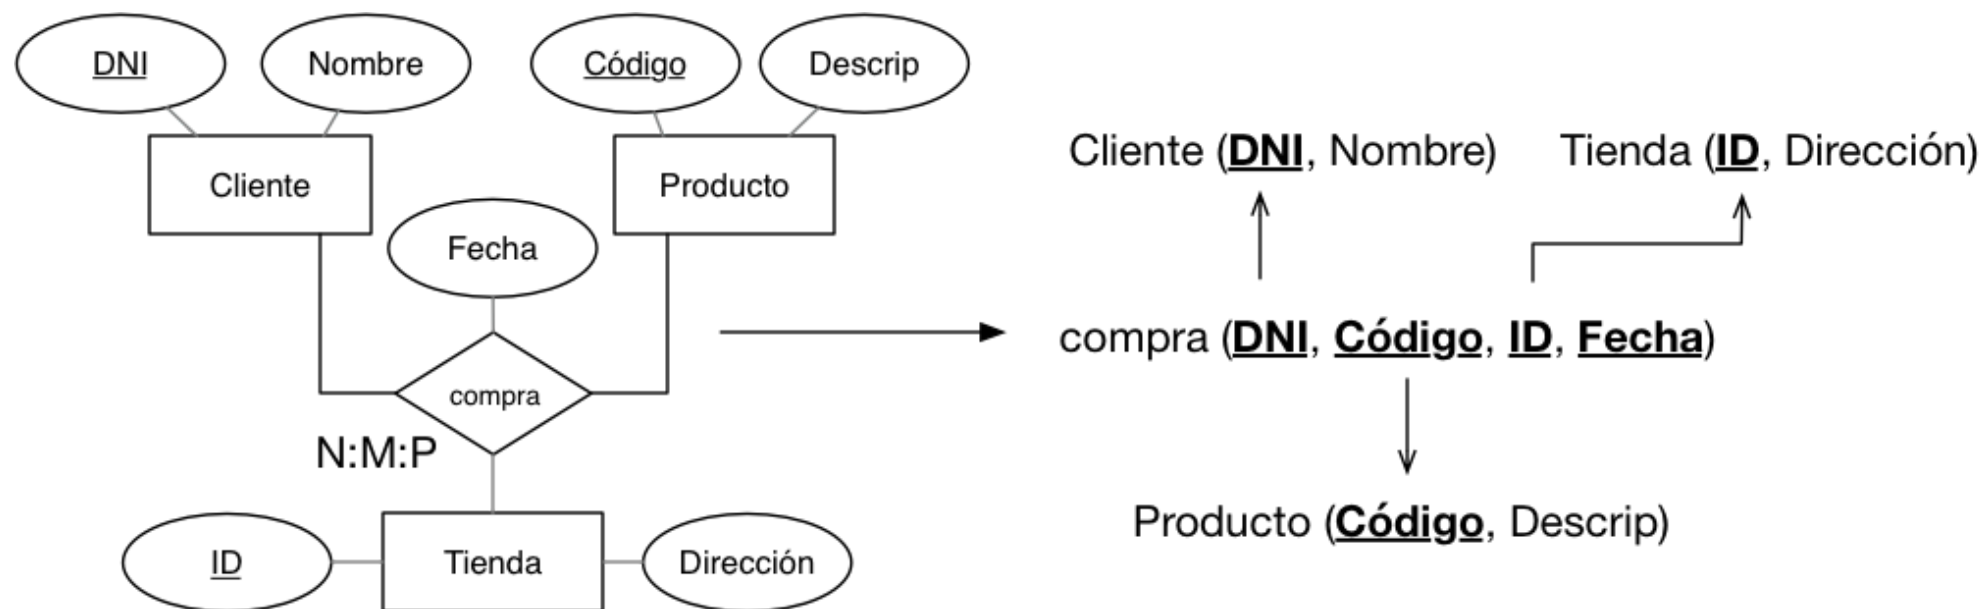 DNI
Nombre
Código
Descrip
Cliente
Producto
Fecha
compra
N:M:P
ID
Tienda
Dirección
Cliente (DNI, Nombre)
Tienda (ID, Dirección)
compra (DNI, Código, ID, Fecha)
Producto (Código, Descrip)